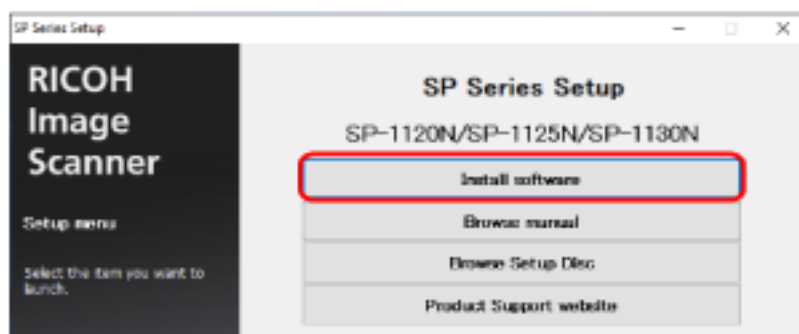 SP Series Setup
RICOH
Image
Scanner
Setup menu
Select the item you want to
launch.
SP Series Setup
SP-1120N/SP-1125N/SP-1130N
Install software
Browse manual
Browse Setup Disc
Product Support website